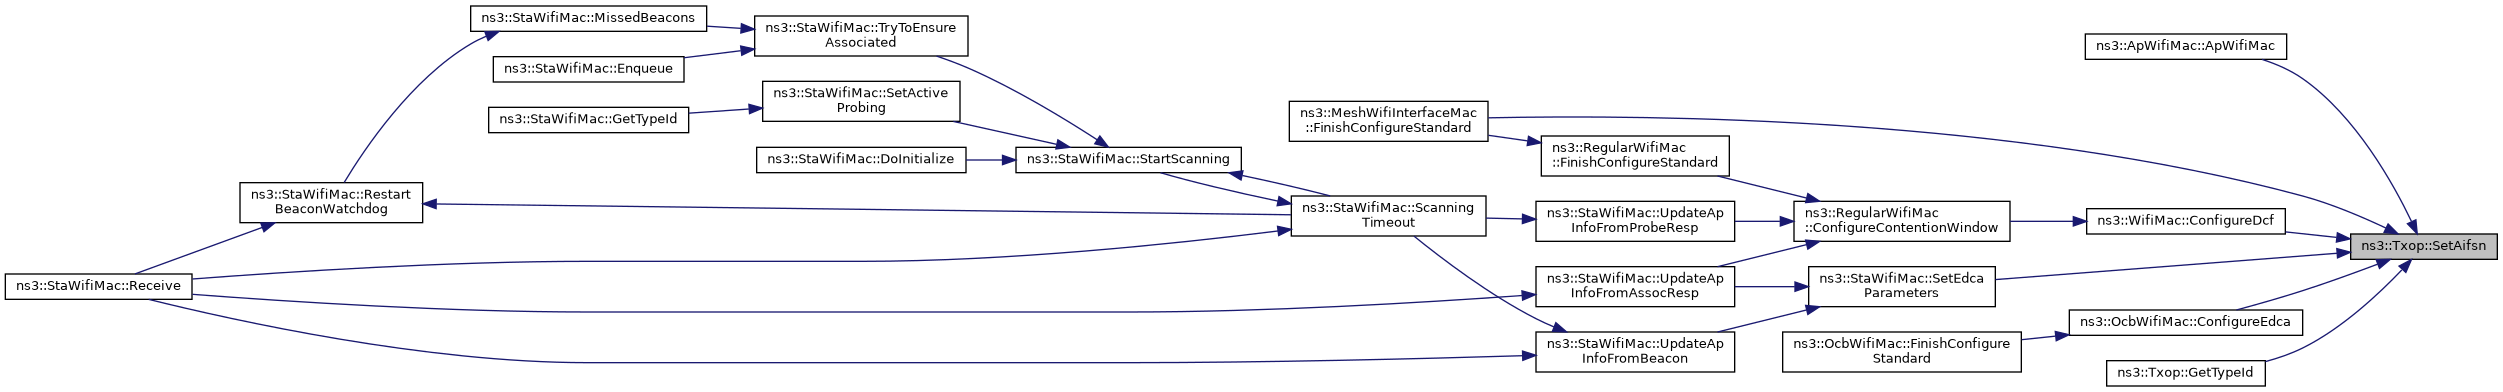 ns3::StaWifiMac::MissedBeacons
ns3::StaWifiMac::TryToEnsure
Associated
ns3::ApWifiMac::ApWifiMac
ns3::StaWifiMac::Enqueue
ns3::StaWifiMac::SetActive
Probing
ns3::StaWifiMac::GetTypeId
ns3::MeshWifiInterfaceMac
::FinishConfigureStandard
ns3::RegularWifiMac
::FinishConfigureStandard
ns3::StaWifiMac::DoInitialize
ns3::StaWifiMac::StartScanning
ns3::StaWifiMac::Restart
BeaconWatchdog
ns3::StaWifiMac::Scanning
Timeout
ns3::StaWifiMac::UpdateAp
InfoFromProbeResp
ns3::RegularWifiMac
::ConfigureContentionWindow
ns3::WifiMac::ConfigureDcf
ns3::Txop::SetAifsn
ns3::StaWifiMac::Receive
ns3::StaWifiMac::UpdateAp
InfoFromAssocResp
ns3::StaWifiMac::SetEdca
Parameters
ns3::OcbWifiMac::ConfigureEdca
ns3::StaWifiMac::UpdateAp
InfoFromBeacon
ns3::OcbWifiMac::FinishConfigure
Standard
ns3::Txop::GetTypeId